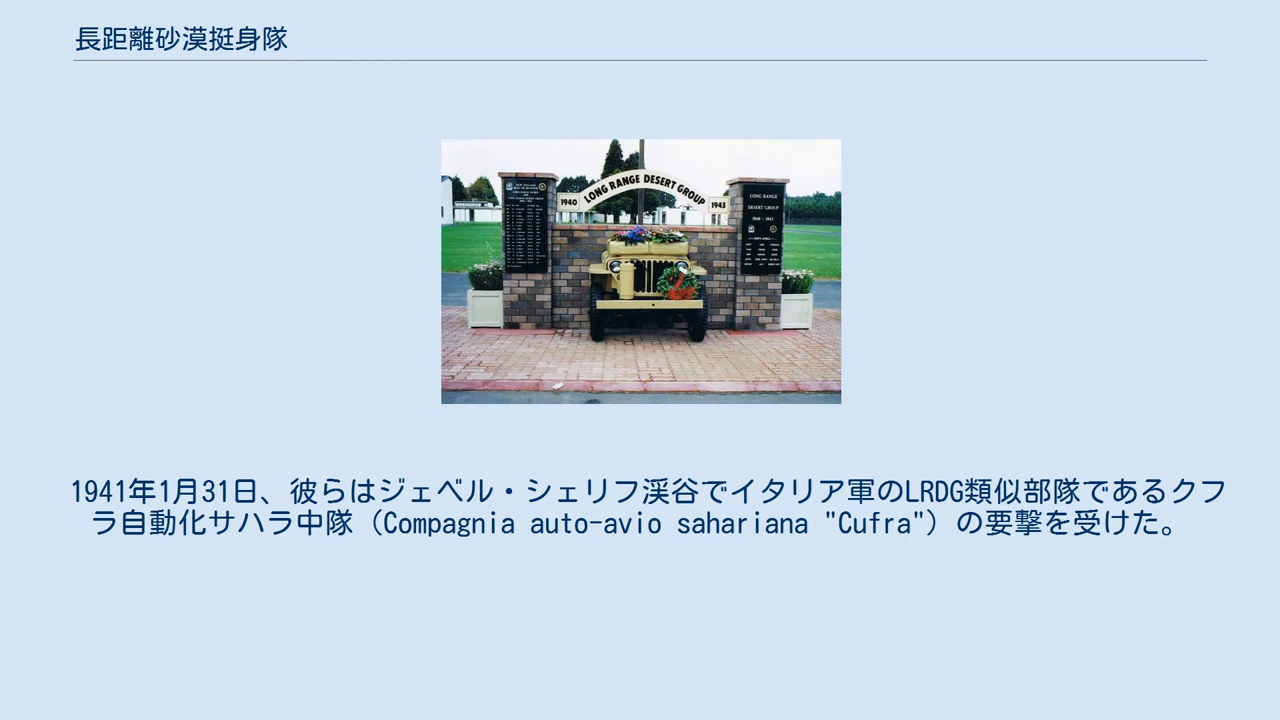 長距離砂漠挺身隊
LONG RANGE DESERT GROUP
1940
1943
LONG RANGE
DESERT GROUP
1941年1月31日、彼らはジェベル・シェリフ渓谷でイタリア軍のLRDG類似部隊であるクフ
ラ自動化サハラ中隊（Compagnia auto-avio sahariana "Cufra"）の要撃を受けた。